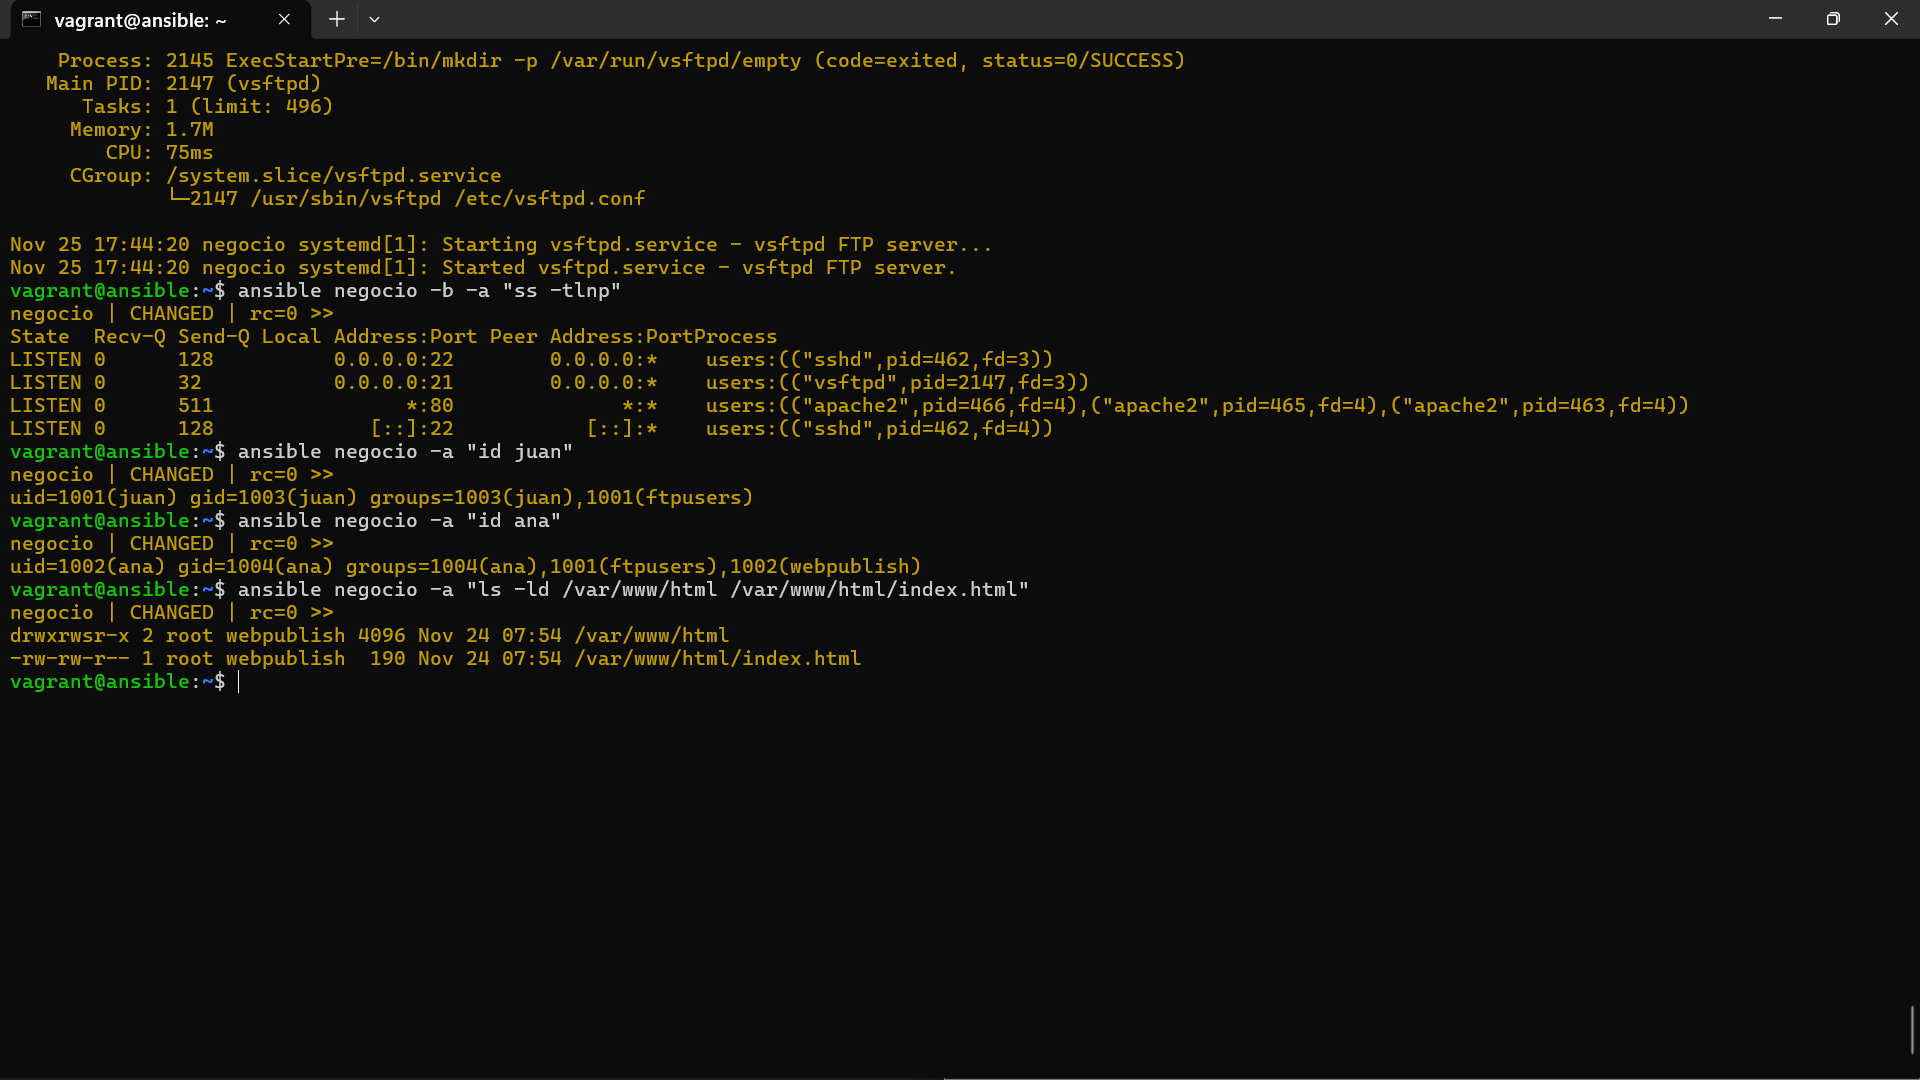 vagrant@ansible: ~
Process: 2145 ExecStartPre=/bin/mkdir -p /var/run/vsftpd/empty (code=exited, status=0/SUCCESS)
Main PID: 2147 (vsftpd)
Tasks: 1 (limit: 496)
Memory: 1.7M
CPU: 75ms
CGroup: /system.slice/vsftpd.service
└─2147 /usr/sbin/vsftpd /etc/vsftpd.conf
Nov 25 17:44:20 negocio systemd[1]: Starting vsftpd.service - vsftpd FTP server...
Nov 25 17:44:20 negocio systemd[1]: Started vsftpd.service - vsftpd FTP server.
vagrant@ansible:~$ ansible negocio -b -a "ss -tlnp"
negocio | CHANGED | rc=0 >>
State  Recv-Q Send-Q Local Address:Port Peer Address:PortProcess
LISTEN 0      128          0.0.0.0:22        0.0.0.0:*    users:(("sshd",pid=462,fd=3))
LISTEN 0      32           0.0.0.0:21        0.0.0.0:*    users:(("vsftpd",pid=2147,fd=3))
LISTEN 0      511                *:80              *:*    users:(("apache2",pid=466,fd=4),("apache2",pid=465,fd=4),("apache2",pid=463,fd=4))
LISTEN 0      128             [::]:22           [::]:*    users:(("sshd",pid=462,fd=4))
vagrant@ansible:~$ ansible negocio -a "id juan"
negocio | CHANGED | rc=0 >>
uid=1001(juan) gid=1003(juan) groups=1003(juan),1001(ftpusers)
vagrant@ansible:~$ ansible negocio -a "id ana"
negocio | CHANGED | rc=0 >>
uid=1002(ana) gid=1004(ana) groups=1004(ana),1001(ftpusers),1002(webpublish)
vagrant@ansible:~$ ansible negocio -a "ls -ld /var/www/html /var/www/html/index.html"
negocio | CHANGED | rc=0 >>
drwxrwsr-x 2 root webpublish 4096 Nov 24 07:54 /var/www/html
-rw-rw-r-- 1 root webpublish  190 Nov 24 07:54 /var/www/html/index.html
vagrant@ansible:~$